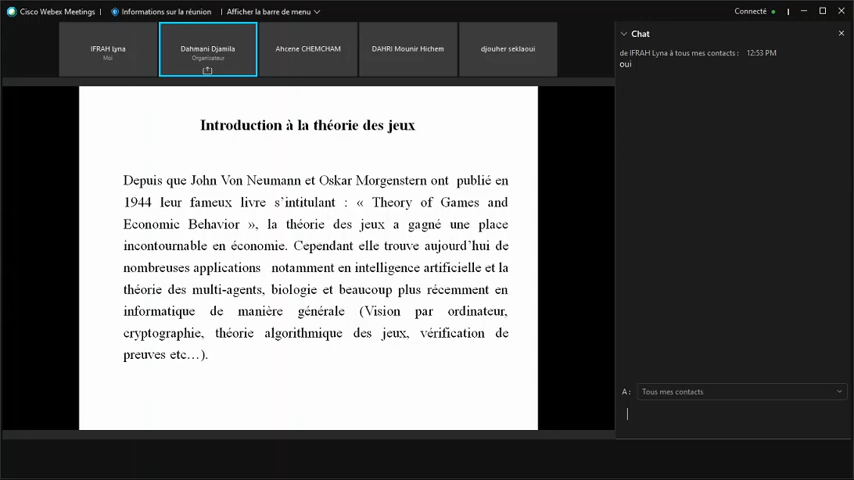 Cisco Webex Meetings
Informations sur la réunion
Afficher la barre de menu
Connecté
IFRAH Lyna
Moi
Dahmani Djamila
Organisateur
Ahcene CHEMCHAM
DAHRI Mounir Hichem
djouher seklaoui
Introduction à la théorie des jeux
Depuis que John Von Neumann et Oskar Morgenstern ont publié en
1944 leur fameux livre s'intitulant : « Theory of Games and
Economic Behavior », la théorie des jeux a gagné une place
incontournable en économie. Cependant elle trouve aujourd'hui de
nombreuses applications notamment en intelligence artificielle et la
théorie des multi-agents, biologie et beaucoup plus récemment en
informatique de manière générale (Vision par ordinateur,
cryptographie, théorie algorithmique des jeux, vérification de
preuves etc…).
Chat
de IFRAH Lyna à tous mes contacts : 12:53 PM
oui
A : Tous mes contacts